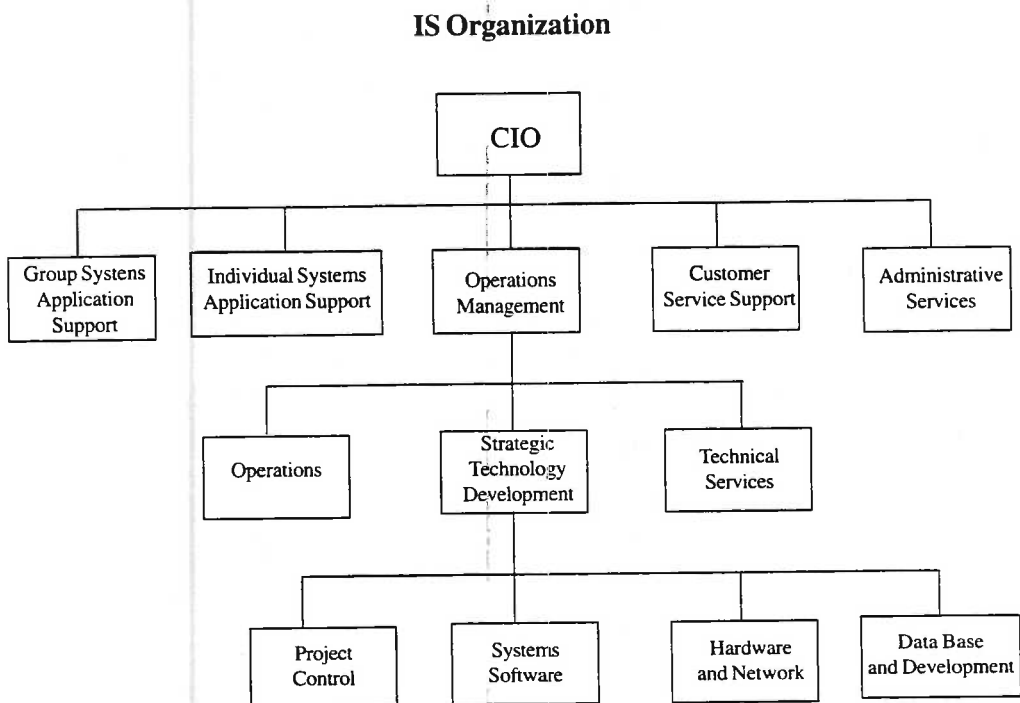 IS Organization
CIO
Group Systens
Application
Support
Individual Systems
Application Support
Operations
Management
Customer
Service Support
Administrative
Services
Operations
Strategic
Technology
Development
Technical
Services
Project
Control
Systems
Software
Hardware
and Network
Data Base
and Development